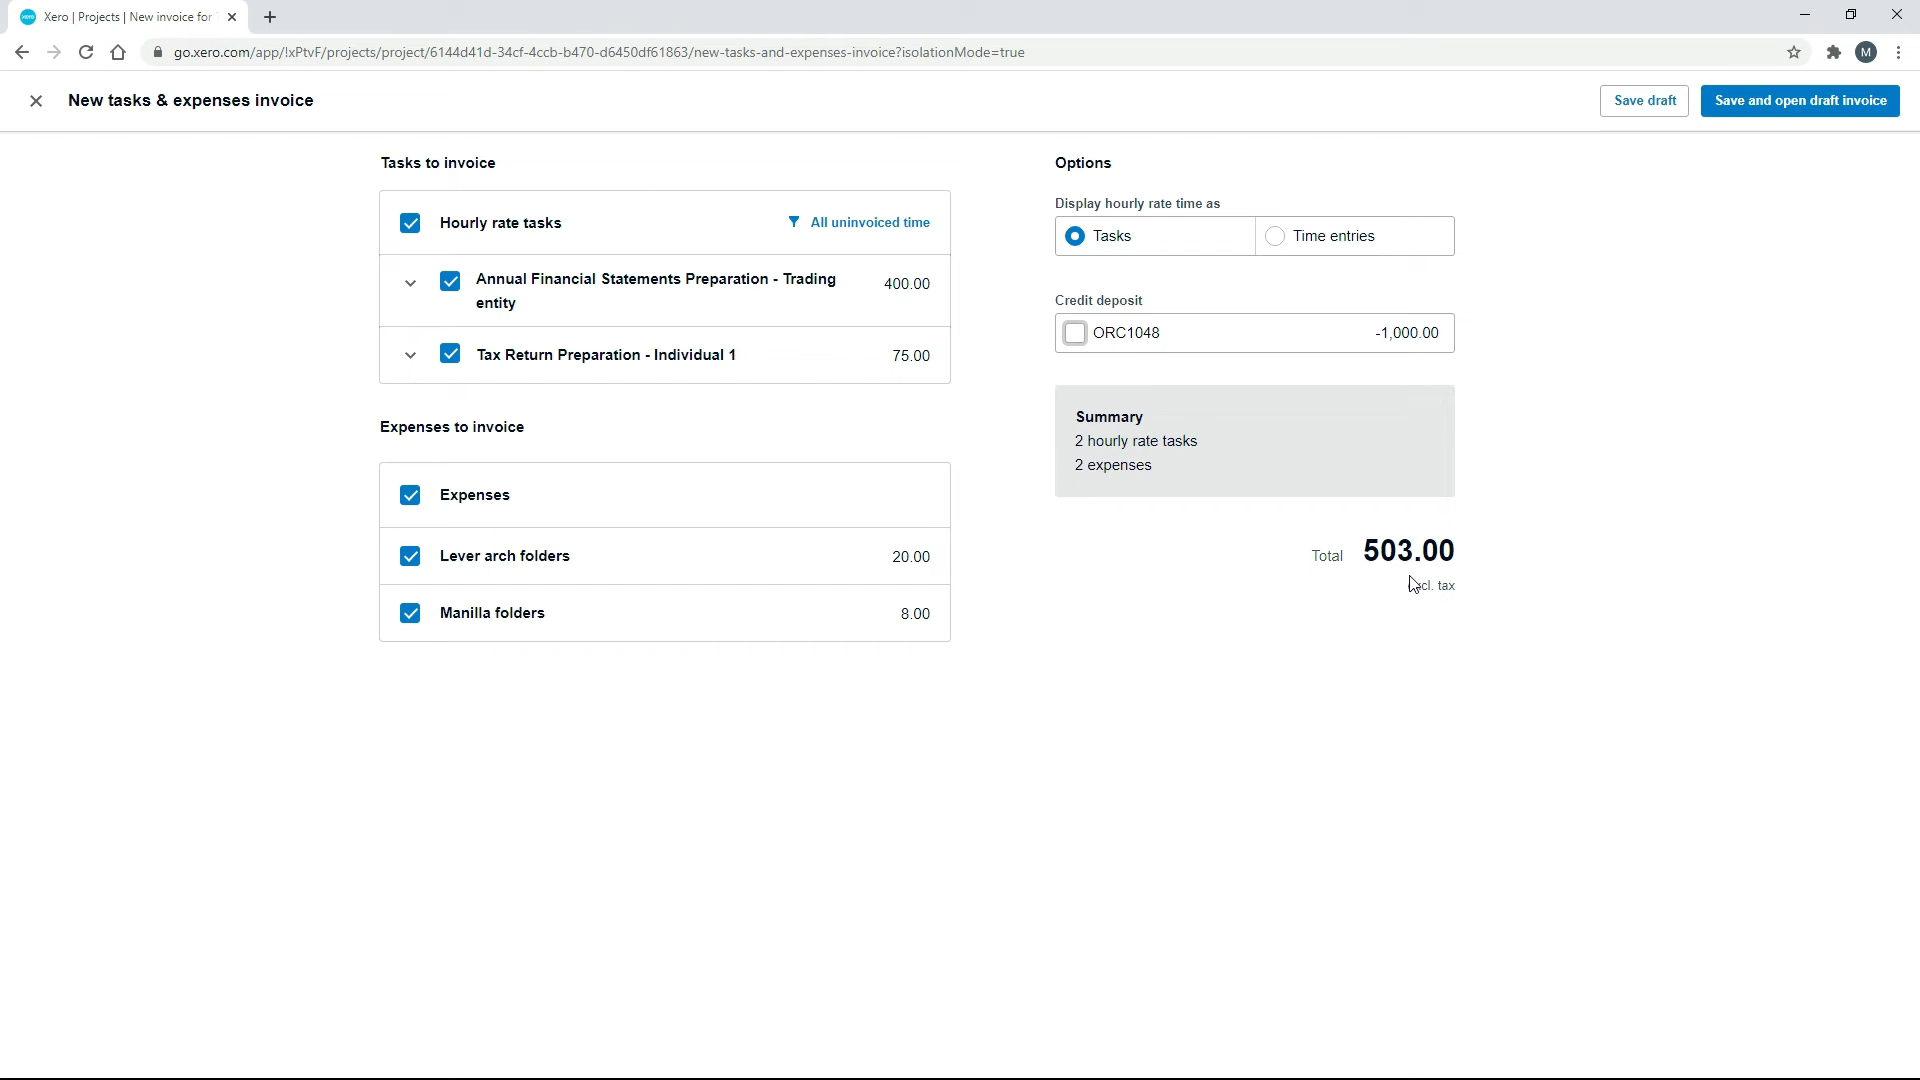 Xero | Projects | New invoice for
go.xero.com/app/!xPtvF/projects/project/6144d41d-34cf-4ccb-b470-d6450df61863/new-tasks-and-expenses-invoice?isolationMode=true
M
New tasks & expenses invoice
Save draft
Save and open draft invoice
Tasks to invoice
Hourly rate tasks
All uninvoiced time
Annual Financial Statements Preparation - Trading
entity
400.00
Tax Return Preparation - Individual 1
75.00
Expenses to invoice
Expenses
Lever arch folders
20.00
Manilla folders
8.00
Options
Display hourly rate time as
Tasks
Time entries
Credit deposit
ORC1048
-1,000.00
Summary
2 hourly rate tasks
2 expenses
Total 503.00
tax